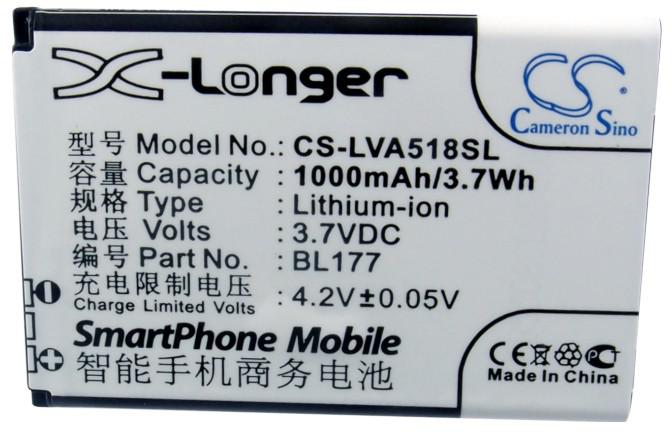 X-Longer
CS
Cameron Sino
型号 Model No.: CS-LVA518SL
容量 Capacity : 1000mAh/3.7Wh
规格 Type : Lithium-ion
电压 Volts : 3.7VDC
编号 Part No. : BL177
充电限制电压 : 4.2V±0.05V
Charge Limited Volts
SmartPhone Mobile
智能手机商务电池
CE
Made In China